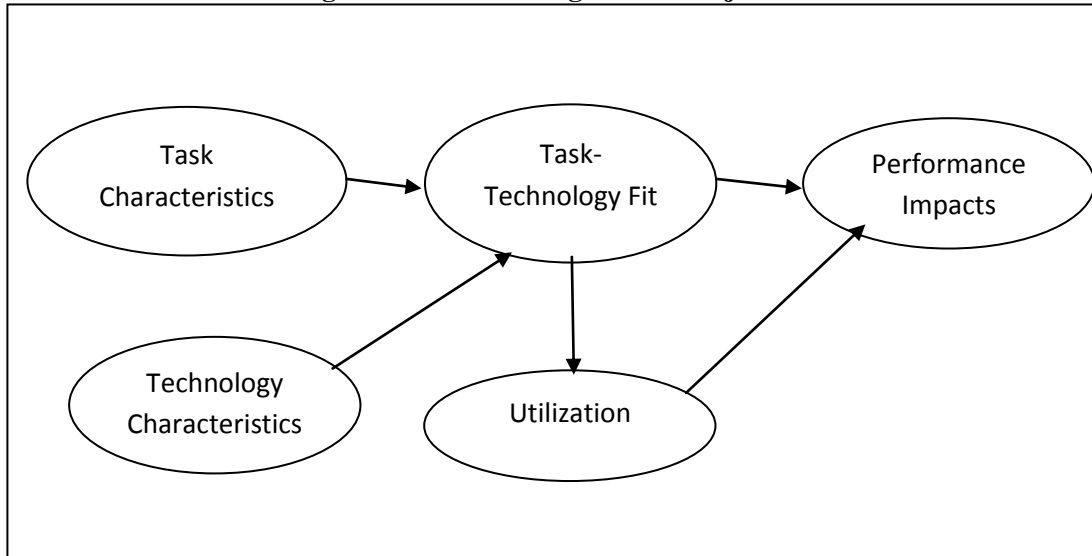 Task
Characteristics
Task-
Technology Fit
Performance
Impacts
Technology
Characteristics
Utilization